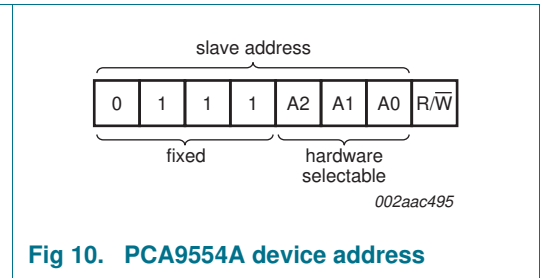 slave address
0 1 1 1 A2 A1 A0 R/W̅
fixed hardware
selectable
002aac495
Fig 10. PCA9554A device address